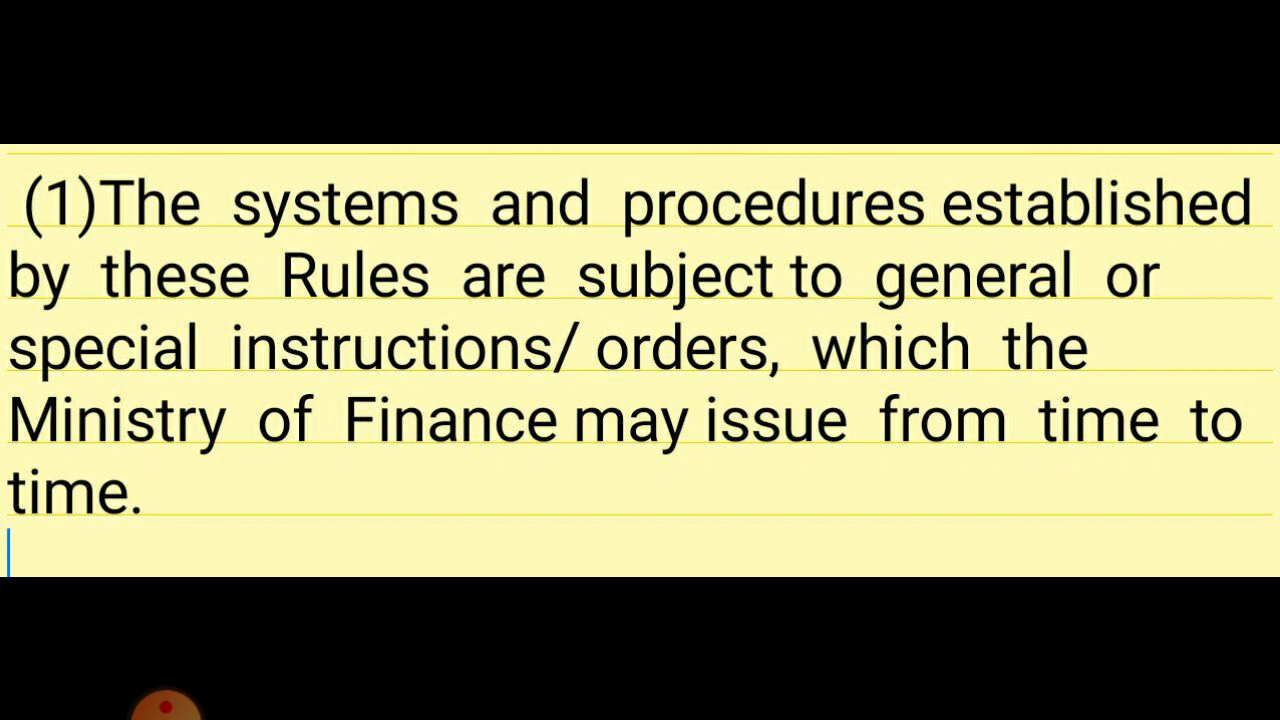 (1)The systems and procedures established
by these Rules are subject to general or
special instructions/ orders, which the
Ministry of Finance may issue from time to
time.